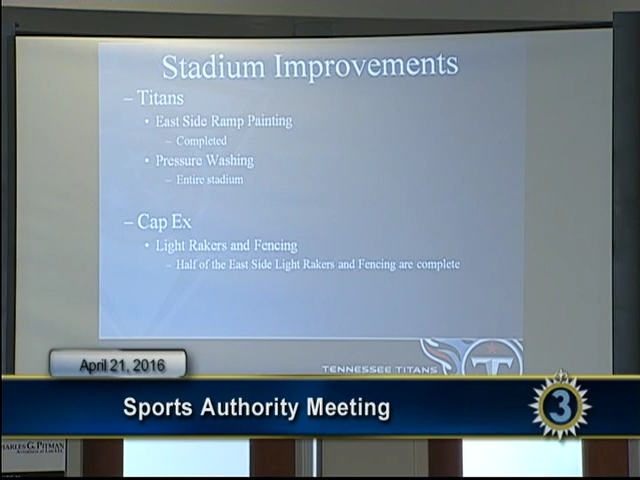 Stadium Improvements
– Titans
• East Side Ramp Painting
– Completed
• Pressure Washing
– Entire stadium
– Cap Ex
• Light Rakers and Fencing
– Half of the East Side Light Rakers and Fencing are complete
TENNESSEE TITANS
T
April 21, 2016
Sports Authority Meeting
3
CHARLES G. PITMAN